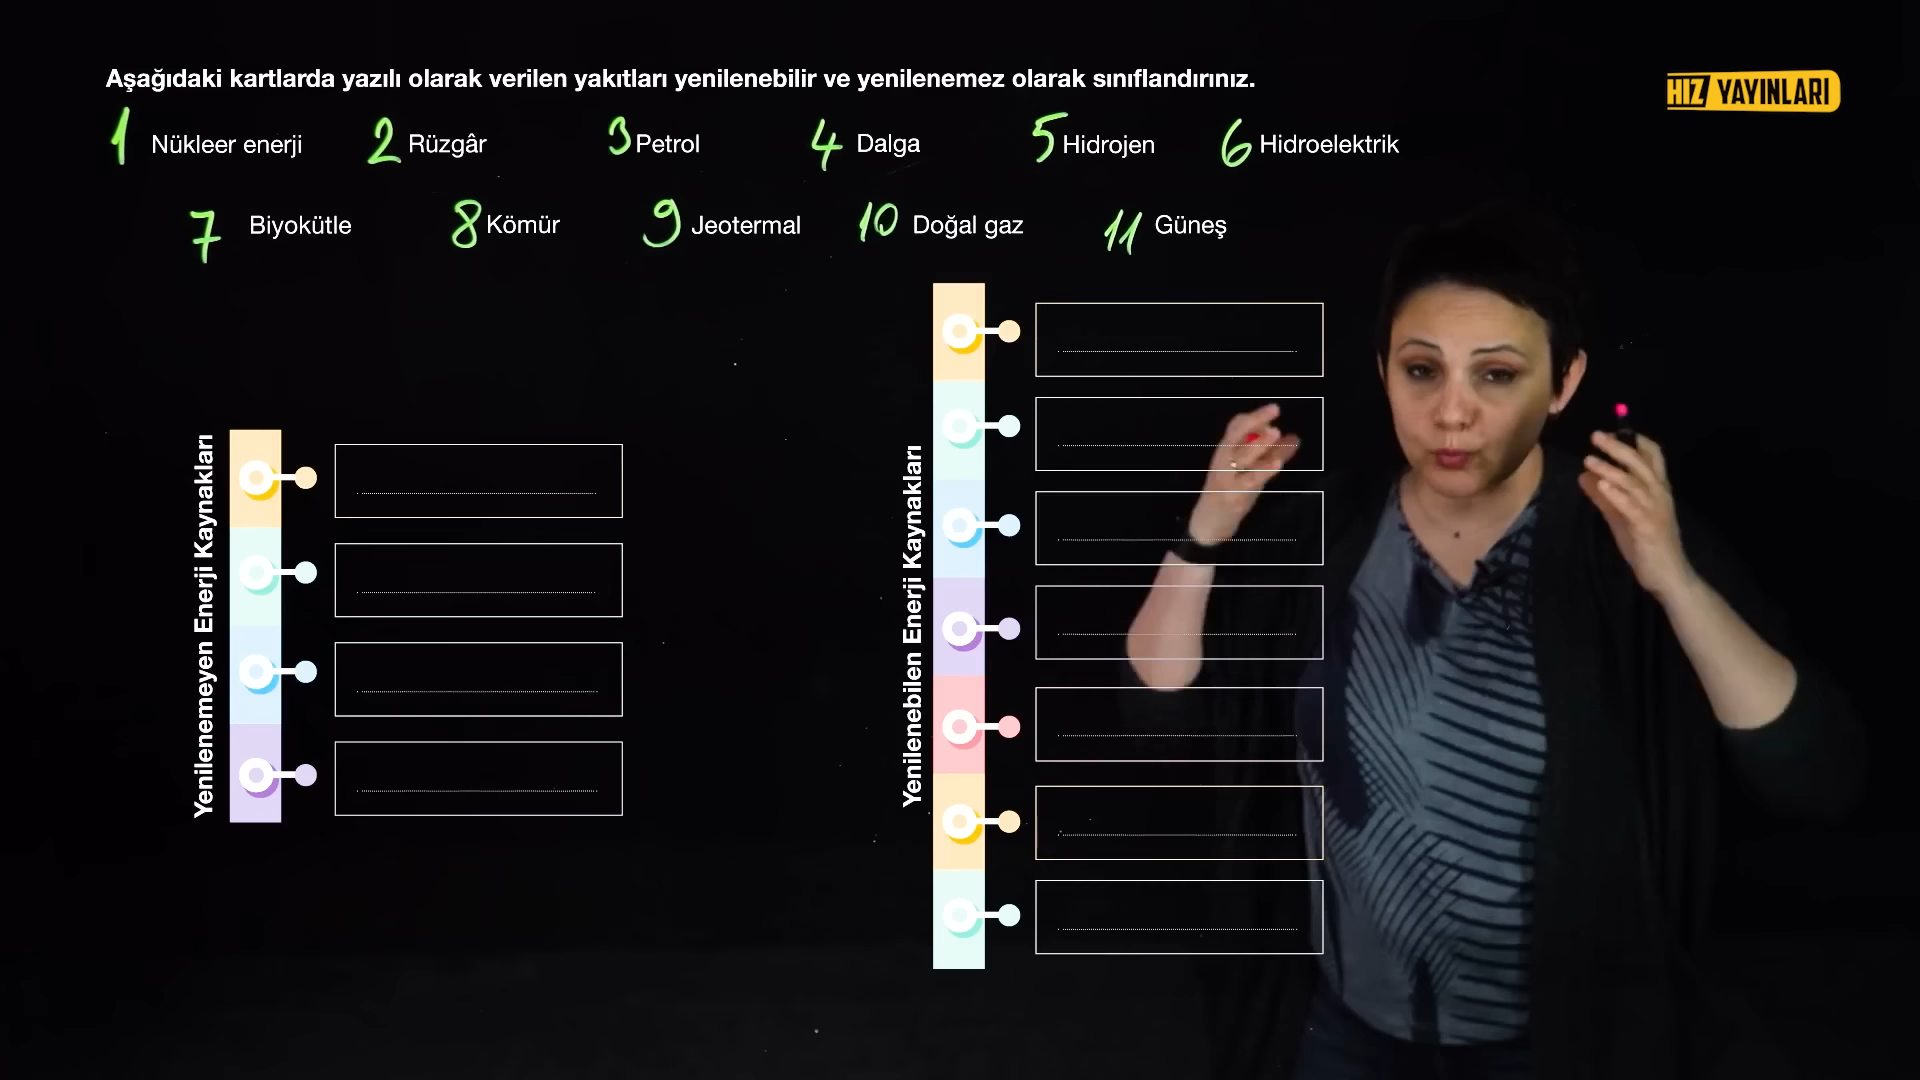 Aşağıdaki kartlarda yazılı olarak verilen yakıtları yenilenebilir ve yenilenemez olarak sınıflandırınız.
HIZ YAYINLARI
1 Nükleer enerji 2 Rüzgâr 3 Petrol 4 Dalga 5 Hidrojen 6 Hidroelektrik
7 Biyokütle 8 Kömür 9 Jeotermal 10 Doğal gaz 11 Güneş
Yenilenemeyen Enerji Kaynakları
Yenilenebilen Enerji Kaynakları